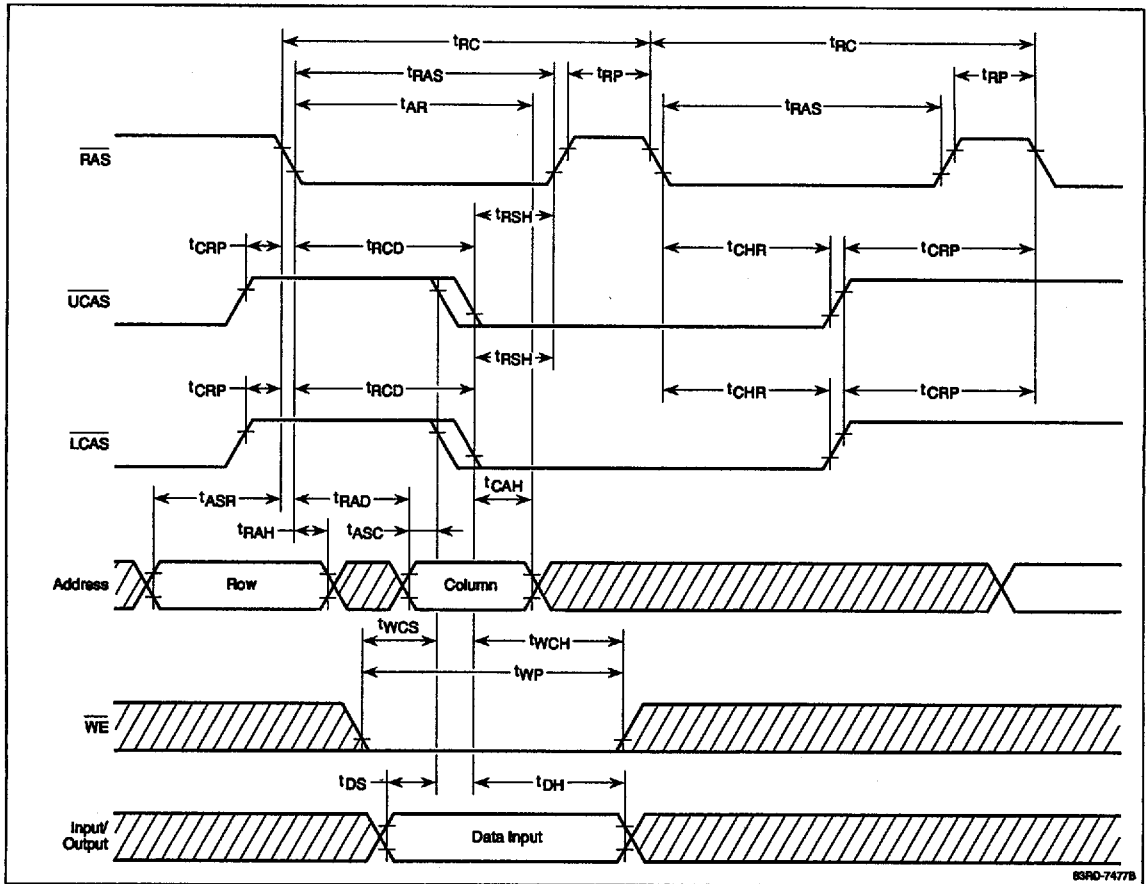 tRC tRC
tRAS tRP tRP
tAR tRAS
RAS
tRSH
tCRP tRCD tCHR tCRP
UCAS
tRSH
tCRP tRCD tCHR tCRP
LCAS
tCAH
tASR tRAD
tRAH tASC
Address Row Column
tWCS tWCH
tWP
WE
tDS tDH
Input/
Output Data Input
83RD-7477B